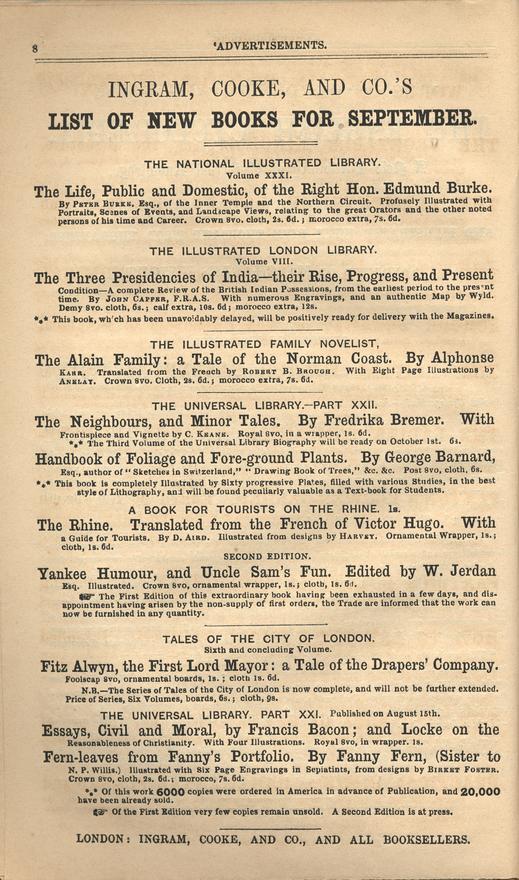 8
'ADVERTISEMENTS.
INGRAM, COOKE, AND CO.'S
LIST OF NEW BOOKS FOR SEPTEMBER.
THE NATIONAL ILLUSTRATED LIBRARY.
Volume XXXI.
The Life, Public and Domestic, of the Right Hon. Edmund Burke.
By PETER BURKE, Esq., of the Inner Temple and the Northern Circuit. Profusely Illustrated with
Portraits, Scenes of Events, and Landscape Views, relating to the great Orators and the other noted
persons of his time and Career. Crown 8vo. cloth, 2s. 6d. ; morocco extra, 7s. 6d.
THE ILLUSTRATED LONDON LIBRARY.
Volume VIII.
The Three Presidencies of India—their Rise, Progress, and Present
Condition—A complete Review of the British Indian Possessions, from the earliest period to the present
time. By JOHN CAPPER, F.R.A.S. With numerous Engravings, and an authentic Map by Wyld.
Demy 8vo. cloth, 6s. ; calf extra, 10s. 6d ; morocco extra, 12s.
*** This book, which has been unavoidably delayed, will be positively ready for delivery with the Magazines.
THE ILLUSTRATED FAMILY NOVELIST,
The Alain Family: a Tale of the Norman Coast. By Alphonse
KARR. Translated from the French by ROBERT B. BROUGH. With Eight Page Illustrations by
ANELAY. Crown 8vo. Cloth, 2s. 6d. ; morocco extra, 7s. 6d.
THE UNIVERSAL LIBRARY.—PART XXII.
The Neighbours, and Minor Tales. By Fredrika Bremer. With
Frontispiece and Vignette by C. KEANE. Royal 8vo, in a wrapper, 1s. 6d.
*** The Third Volume of the Universal Library Biography will be ready on October 1st. 6s.
Handbook of Foliage and Fore-ground Plants. By George Barnard,
Esq., author of "Sketches in Switzerland," "Drawing Book of Trees," &c. &c. Post 8vo, cloth, 6s.
*** This book is completely Illustrated by Sixty progressive Plates, filled with various Studies, in the best
style of Lithography, and will be found peculiarly valuable as a Text-book for Students.
A BOOK FOR TOURISTS ON THE RHINE. 1s.
The Rhine. Translated from the French of Victor Hugo. With
a Guide for Tourists. By D. AIRD. Illustrated from designs by HARVEY. Ornamental Wrapper, 1s. ;
cloth, 1s. 6d.
SECOND EDITION.
Yankee Humour, and Uncle Sam's Fun. Edited by W. Jerdan
Esq. Illustrated. Crown 8vo, ornamental wrapper, 1s. ; cloth, 1s. 6d.
☞ The First Edition of this extraordinary book having been exhausted in a few days, and dis-
appointment having arisen by the non-supply of first orders, the Trade are informed that the work can
now be furnished in any quantity.
TALES OF THE CITY OF LONDON.
Sixth and concluding Volume.
Fitz Alwyn, the First Lord Mayor: a Tale of the Drapers' Company.
Foolscap 8vo, ornamental boards, 1s. ; cloth 1s. 6d.
N.B.—The Series of Tales of the City of London is now complete, and will not be further extended.
Price of Series, Six Volumes, boards, 6s. ; cloth, 9s.
THE UNIVERSAL LIBRARY. PART XXI. Published on August 15th.
Essays, Civil and Moral, by Francis Bacon; and Locke on the
Reasonableness of Christianity. With Four Illustrations. Royal 8vo, in wrapper. 1s.
Fern-leaves from Fanny's Portfolio. By Fanny Fern, (Sister to
N. P. Willis.) Illustrated with Six Page Engravings in Sepiatints, from designs by BIRKET FOSTER.
Crown 8vo, cloth, 2s. 6d. ; morocco, 7s. 6d.
*** Of this work 6000 copies were ordered in America in advance of Publication, and 20,000
have been already sold.
☞ Of the First Edition very few copies remain unsold. A Second Edition is at press.
LONDON: INGRAM, COOKE, AND CO., AND ALL BOOKSELLERS.